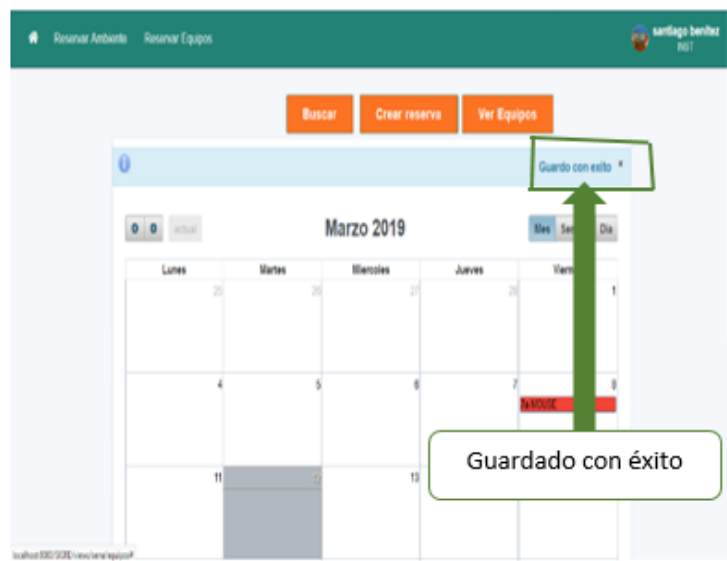 Reservar Ambiente Reservar Equipos
santiago benitez
INST
Buscar Crear reserva Ver Equipos
Guardo con exito ×
actual Marzo 2019 Mes Dia
Lunes Martes Miercoles Jueves
25 26 27 28 1
4 5 6 7 8
7a MOUSE
Guardado con éxito
11 12 13